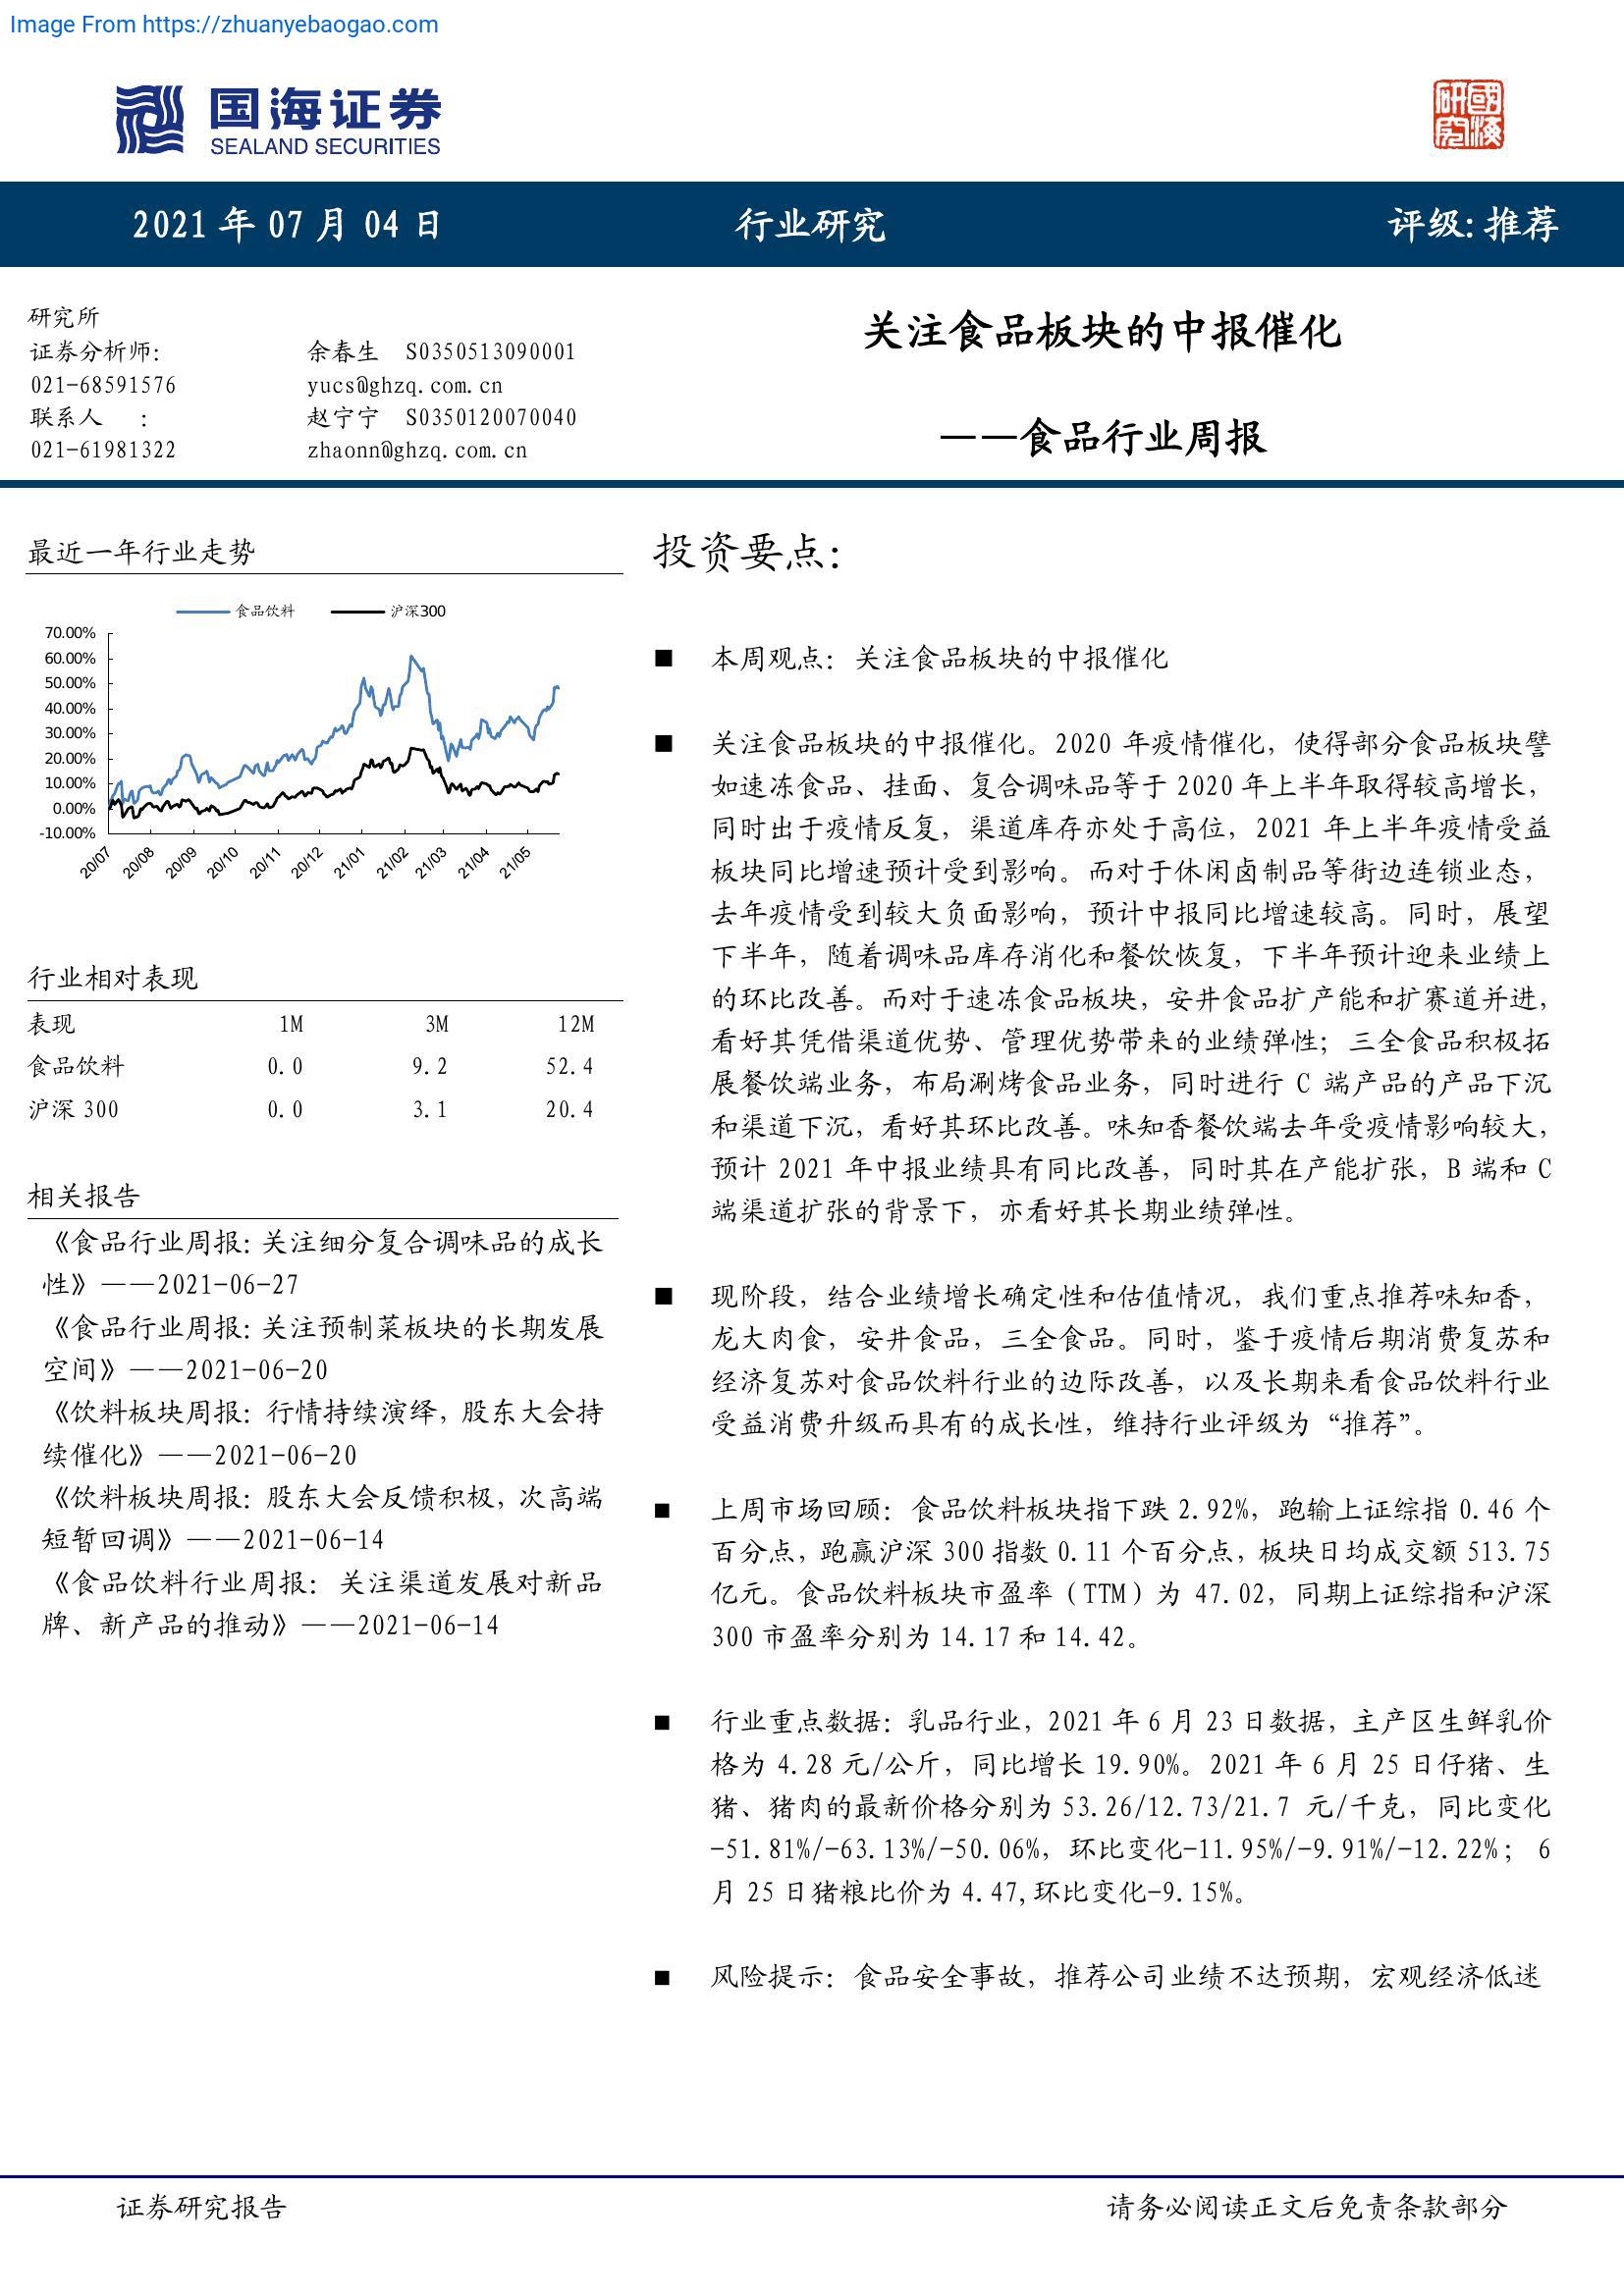 Image From https://zhuanyebaogao.com
国海证券
SEALAND SECURITIES
國海研究
2021 年 07 月 04 日
行业研究
评级:推荐
研究所
证券分析师:
余春生 S0350513090001
021-68591576
yucs@ghzq.com.cn
联系人 :
赵宁宁 S0350120070040
021-61981322
zhaonn@ghzq.com.cn
关注食品板块的中报催化
——食品行业周报
最近一年行业走势
食品饮料 沪深300
70.00%
60.00%
50.00%
40.00%
30.00%
20.00%
10.00%
0.00%
-10.00%
20/07 20/08 20/09 20/10 20/11 20/12 21/01 21/02 21/03 21/04 21/05
行业相对表现
表现 1M 3M 12M
食品饮料 0.0 9.2 52.4
沪深 300 0.0 3.1 20.4
相关报告
《食品行业周报:关注细分复合调味品的成长
性》——2021-06-27
《食品行业周报:关注预制菜板块的长期发展
空间》——2021-06-20
《饮料板块周报:行情持续演绎,股东大会持
续催化》——2021-06-20
《饮料板块周报:股东大会反馈积极,次高端
短暂回调》——2021-06-14
《食品饮料行业周报:关注渠道发展对新品
牌、新产品的推动》——2021-06-14
投资要点:
■ 本周观点:关注食品板块的中报催化
■ 关注食品板块的中报催化。2020 年疫情催化,使得部分食品板块譬
如速冻食品、挂面、复合调味品等于 2020 年上半年取得较高增长,
同时出于疫情反复,渠道库存亦处于高位,2021 年上半年疫情受益
板块同比增速预计受到影响。而对于休闲卤制品等街边连锁业态,
去年疫情受到较大负面影响,预计中报同比增速较高。同时,展望
下半年,随着调味品库存消化和餐饮恢复,下半年预计迎来业绩上
的环比改善。而对于速冻食品板块,安井食品扩产能和扩赛道并进,
看好其凭借渠道优势、管理优势带来的业绩弹性;三全食品积极拓
展餐饮端业务,布局涮烤食品业务,同时进行 C 端产品的产品下沉
和渠道下沉,看好其环比改善。味知香餐饮端去年受疫情影响较大,
预计 2021 年中报业绩具有同比改善,同时其在产能扩张,B 端和 C
端渠道扩张的背景下,亦看好其长期业绩弹性。
■ 现阶段,结合业绩增长确定性和估值情况,我们重点推荐味知香,
龙大肉食,安井食品,三全食品。同时,鉴于疫情后期消费复苏和
经济复苏对食品饮料行业的边际改善,以及长期来看食品饮料行业
受益消费升级而具有的成长性,维持行业评级为“推荐”。
■ 上周市场回顾:食品饮料板块指下跌 2.92%,跑输上证综指 0.46 个
百分点,跑赢沪深 300 指数 0.11 个百分点,板块日均成交额 513.75
亿元。食品饮料板块市盈率(TTM)为 47.02,同期上证综指和沪深
300 市盈率分别为 14.17 和 14.42。
■ 行业重点数据:乳品行业,2021 年 6 月 23 日数据,主产区生鲜乳价
格为 4.28 元/公斤,同比增长 19.90%。2021 年 6 月 25 日仔猪、生
猪、猪肉的最新价格分别为 53.26/12.73/21.7 元/千克,同比变化
-51.81%/-63.13%/-50.06%,环比变化-11.95%/-9.91%/-12.22%; 6
月 25 日猪粮比价为 4.47,环比变化-9.15%。
■ 风险提示:食品安全事故,推荐公司业绩不达预期,宏观经济低迷
证券研究报告
请务必阅读正文后免责条款部分